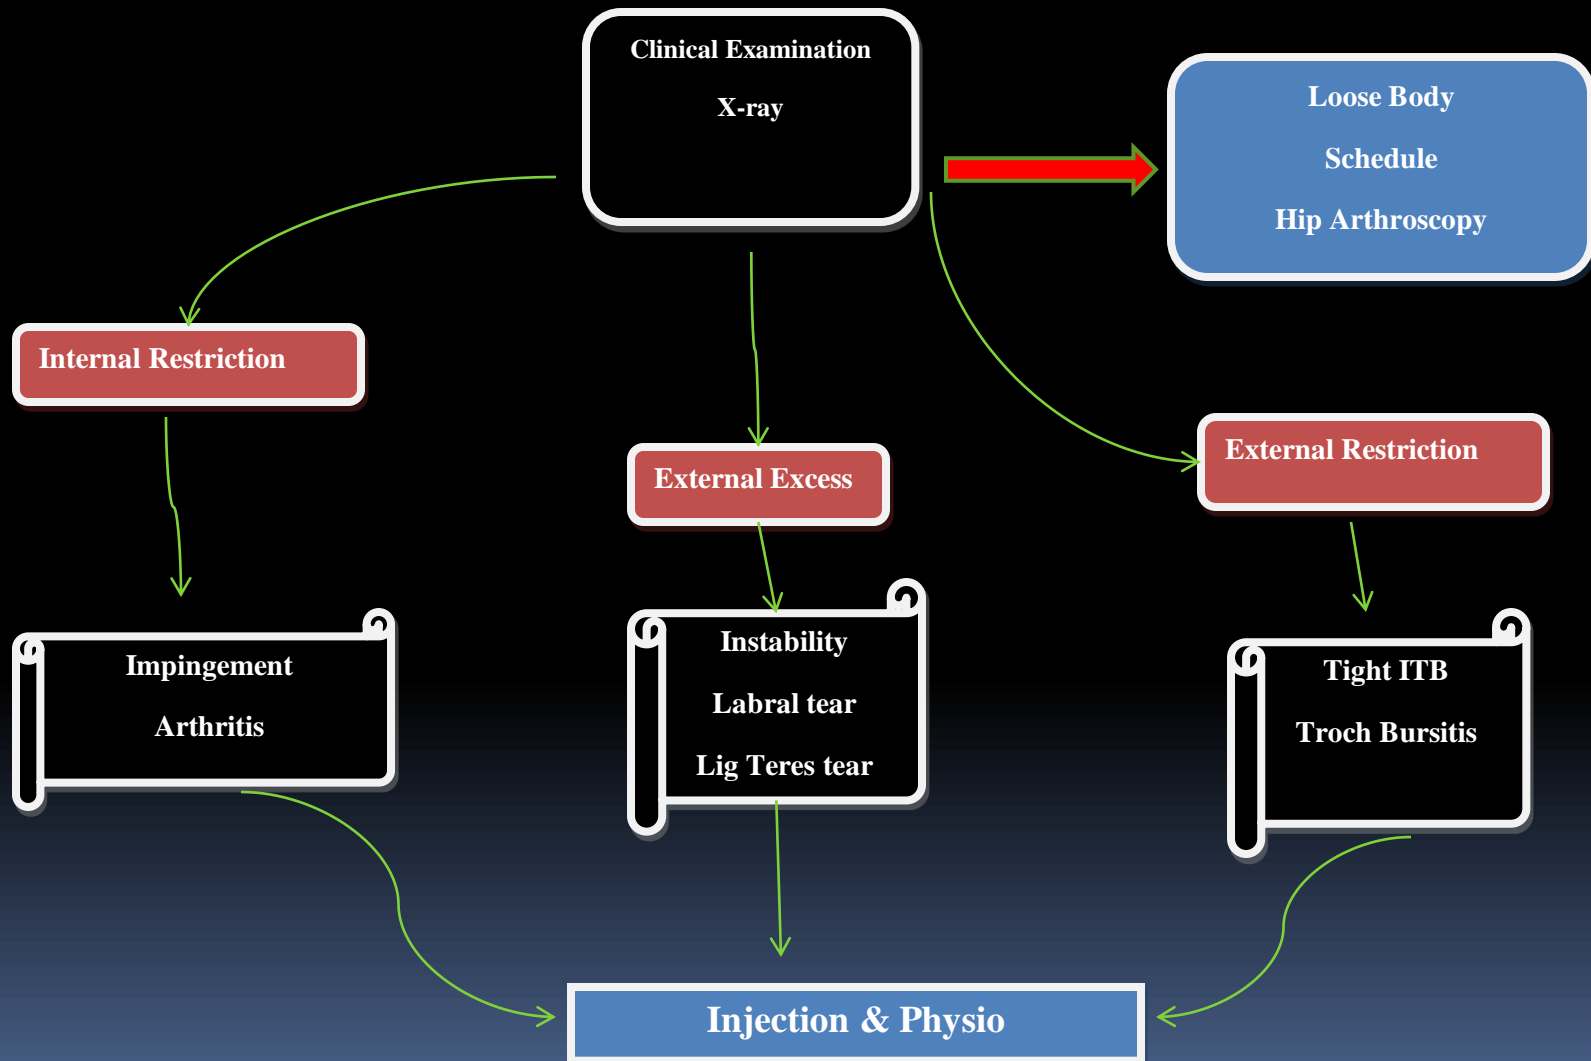 Clinical Examination
X-ray
Loose Body
Schedule
Hip Arthroscopy
Internal Restriction
External Excess
External Restriction
Impingement
Arthritis
Instability
Labral tear
Lig Teres tear
Tight ITB
Troch Bursitis
Injection & Physio